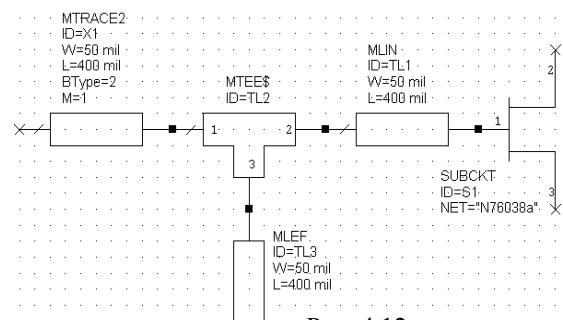 MTRACE2
ID=X1
W=50 mil
L=400 mil
BType=2
M=1
MTEE$
ID=TL2
MLIN
ID=TL1
W=50 mil
L=400 mil
1
2
3
1
2
3
SUBCKT
ID=S1
NET="N76038a"
MLEF
ID=TL3
W=50 mil
L=400 mil